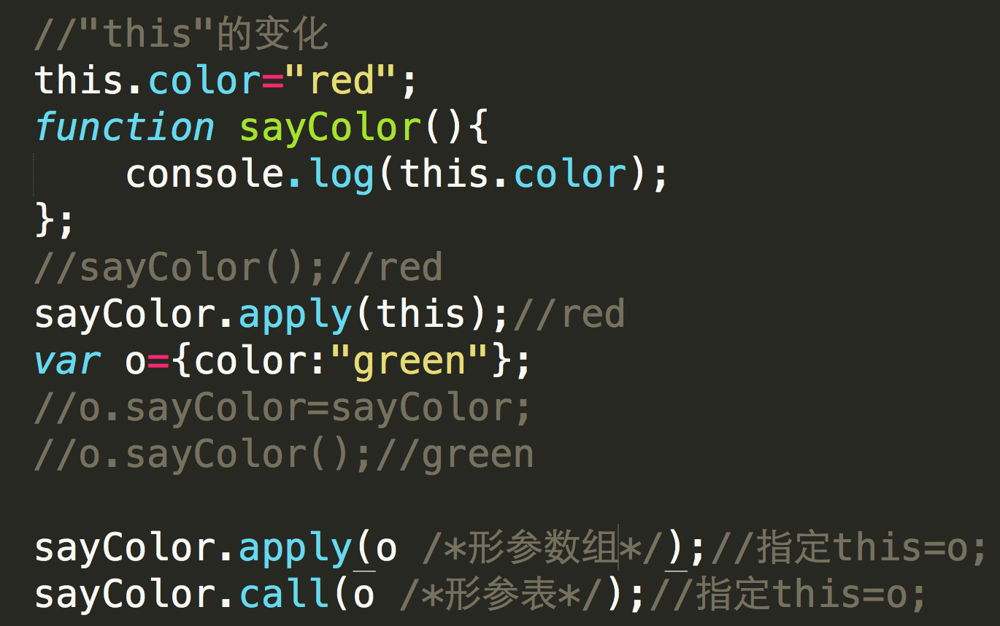 //"this"的变化
this.color="red";
function sayColor(){
    console.log(this.color);
};
//sayColor();//red
sayColor.apply(this);//red
var o={color:"green"};
//o.sayColor=sayColor;
//o.sayColor();//green
sayColor.apply(o /*形参数组*/);//指定this=o;
sayColor.call(o /*形参表*/);//指定this=o;